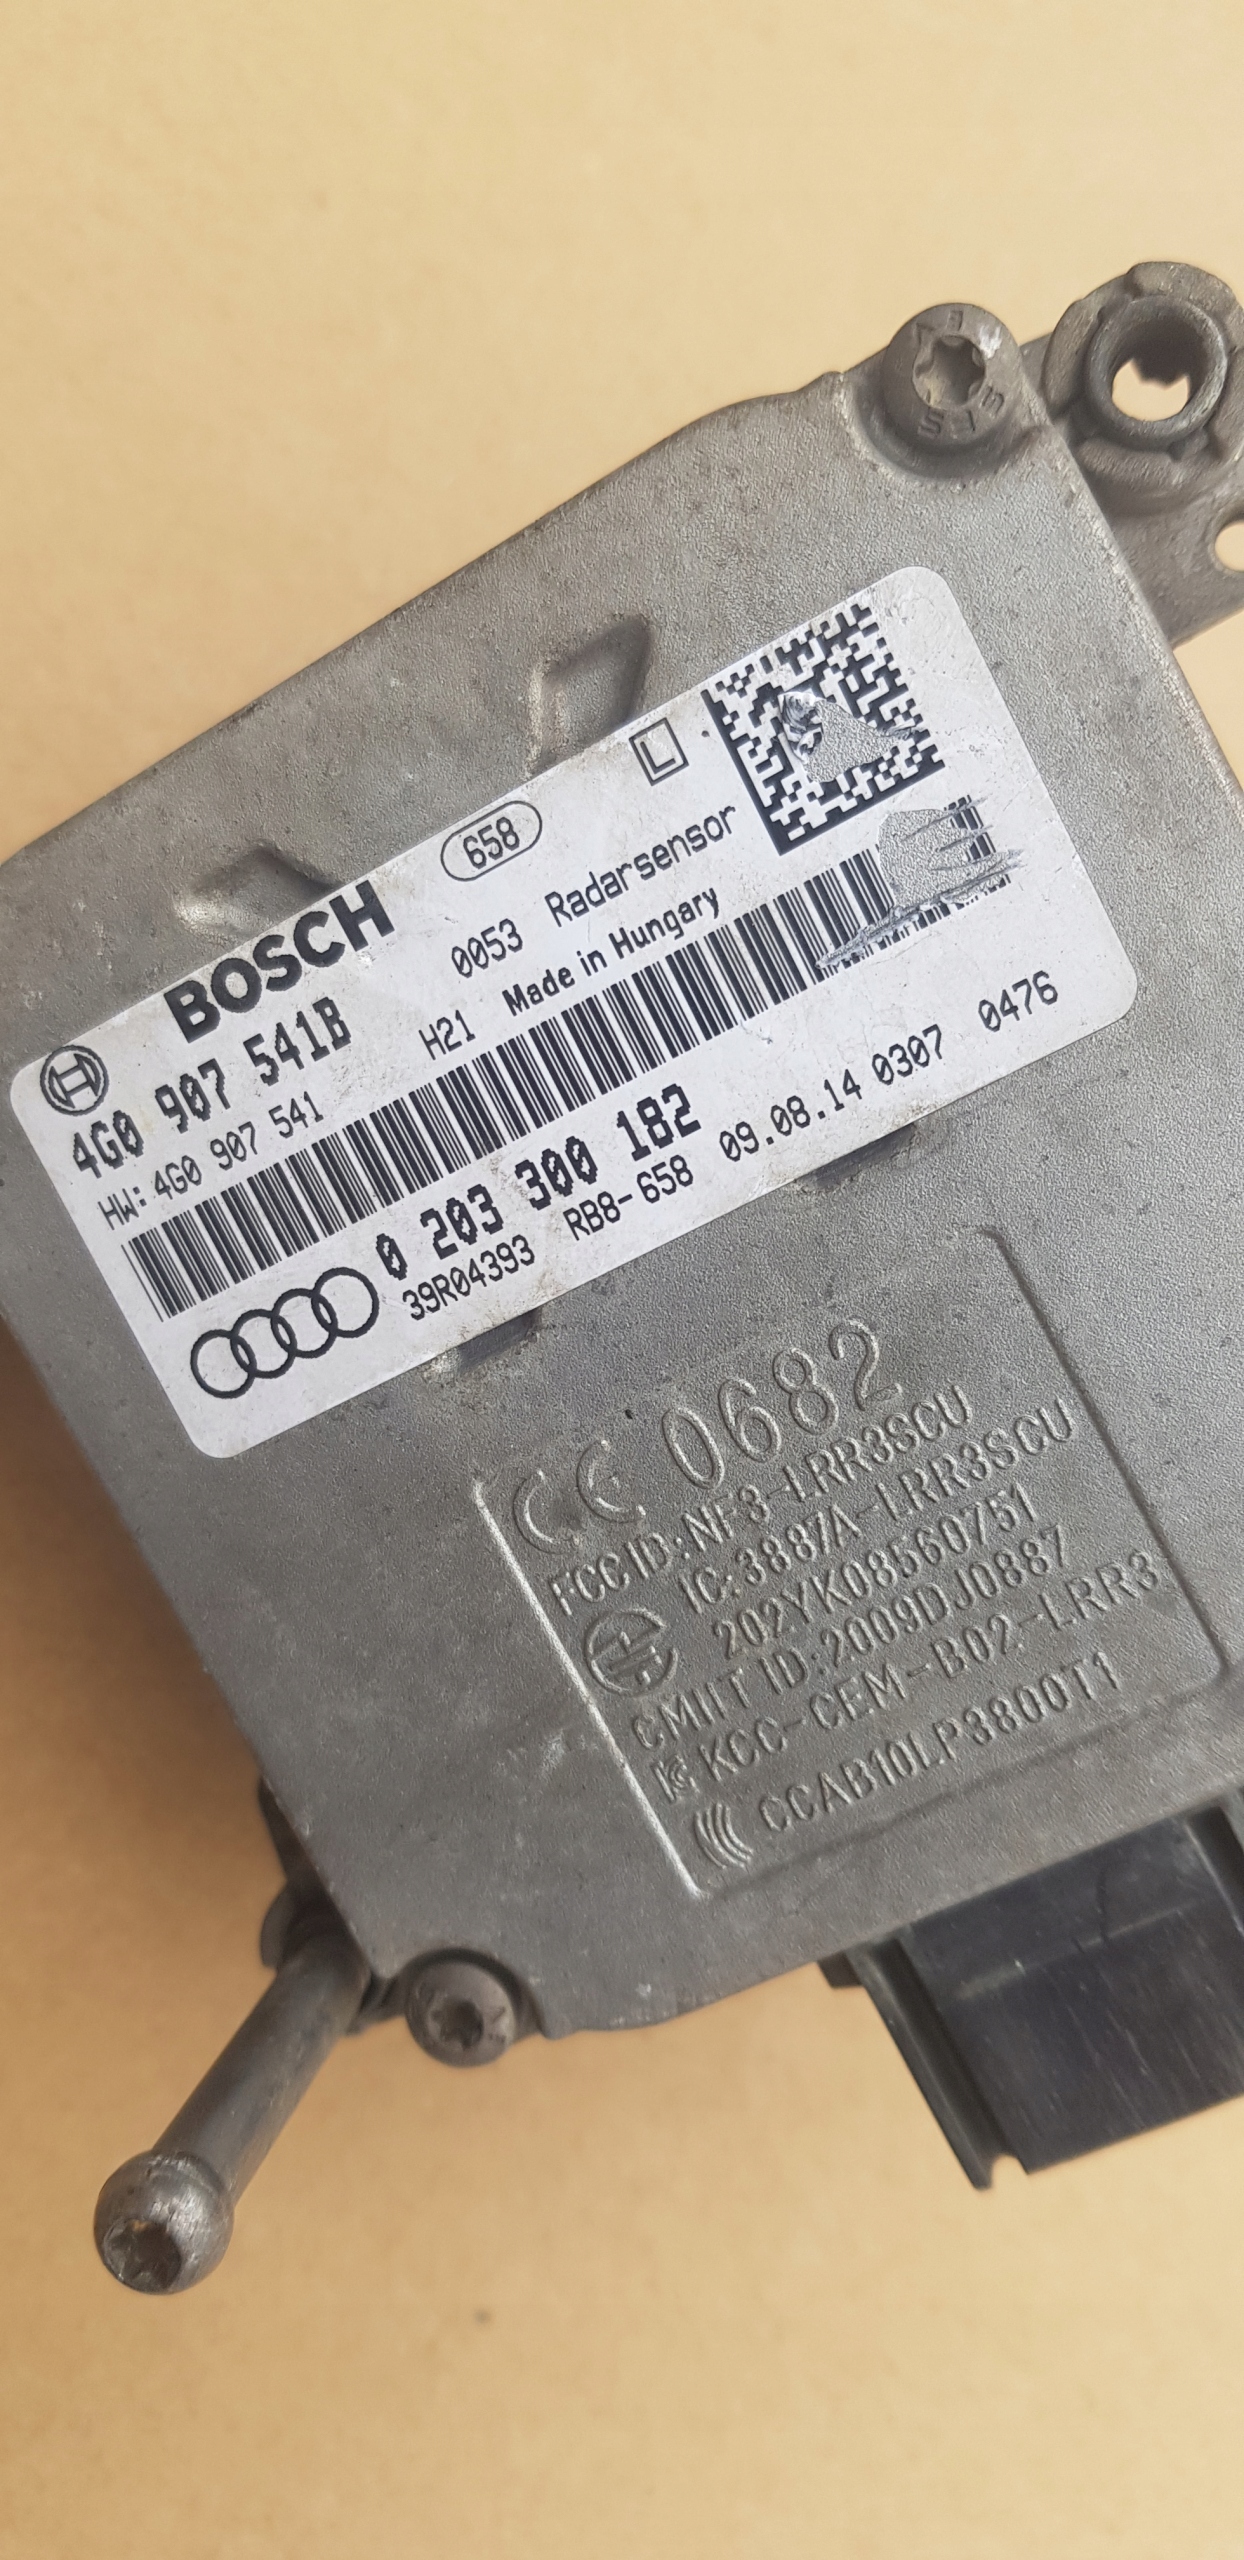 BOSCH 658 L
4G0 907 541B 0053 Radarsensor
HW: 4G0 907 541 H21 Made in Hungary
0 203 300 182
39R04393 RB8-658 09.08.14 0307 0476
CE 0682
FCC ID: NF3-LRR3SCU
IC: 3887A-LRR3SCU
202YK08560751
CMIIT ID: 2009DJ0887
KCC-CEM-B02-LRR3
CCAB10LP3800T1